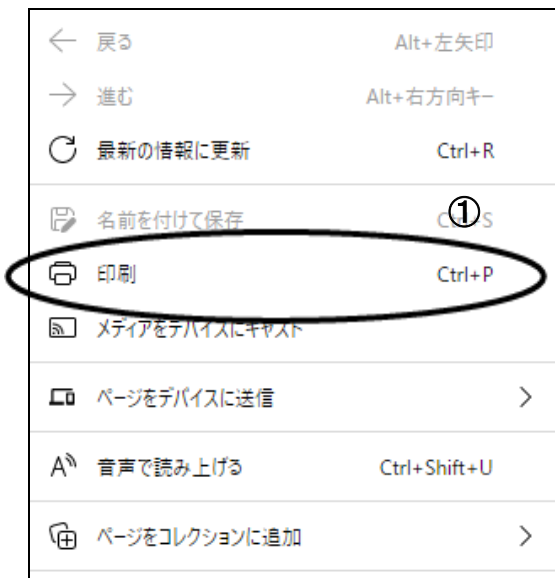 戻る Alt+左矢印
進む Alt+右方向キー
最新の情報に更新 Ctrl+R
①
名前を付けて保存 Ctrl+S
印刷 Ctrl+P
メディアをデバイスにキャスト
ページをデバイスに送信
音声で読み上げる Ctrl+Shift+U
ページをコレクションに追加